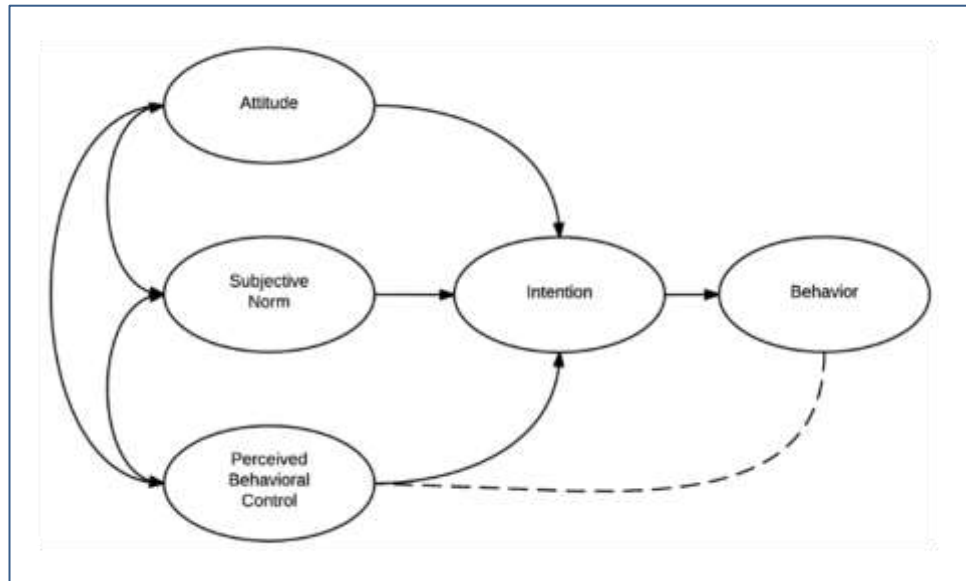 Attitude
Subjective
Norm
Intention
Behavior
Perceived
Behavioral
Control